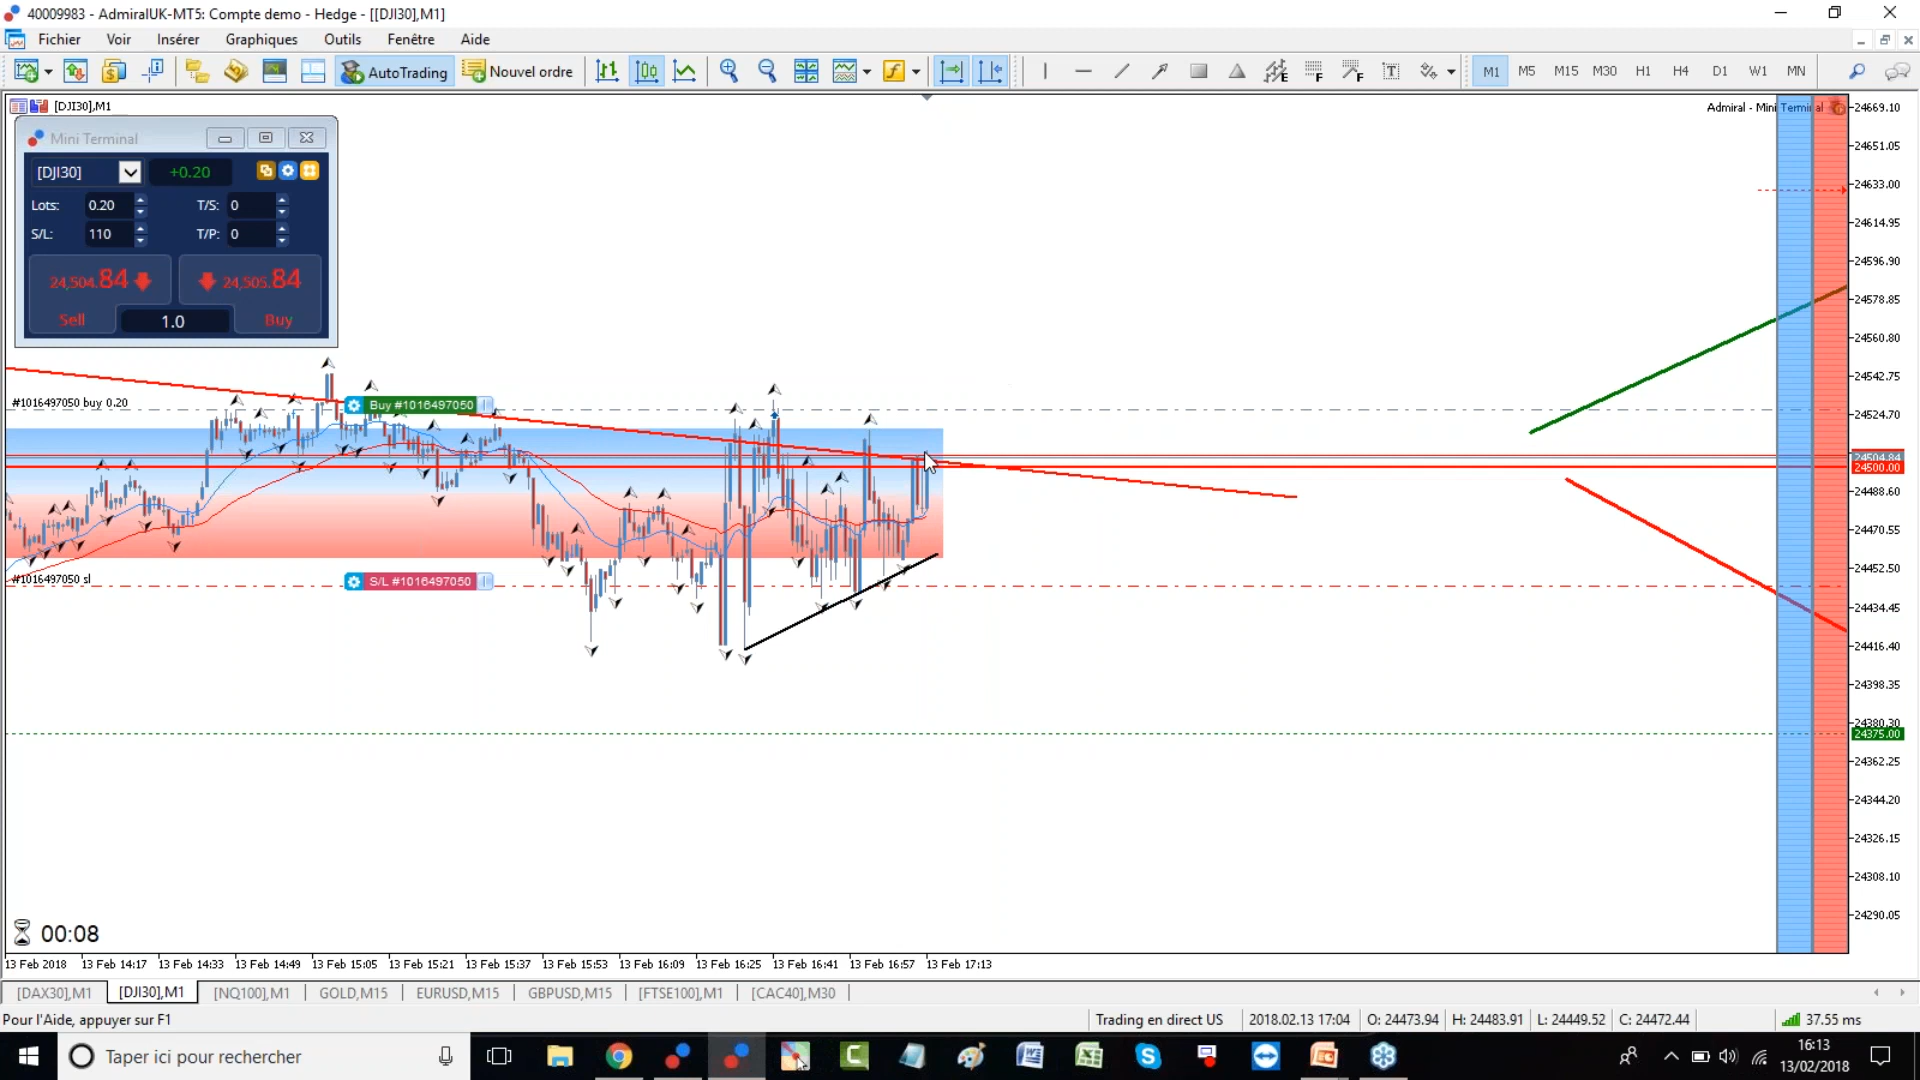 40009983 - AdmiralUK-MT5: Compte demo - Hedge - [[DJI30],M1]
Fichier Voir Insérer Graphiques Outils Fenêtre Aide
AutoTrading Nouvel ordre M1 M5 M15 M30 H1 H4 D1 W1 MN
[DJI30],M1
Admiral - Mini Terminal
Mini Terminal
[DJI30] +0.20
Lots: 0.20 T/S: 0
S/L: 110 T/P: 0
24,504.84 24,505.84
Sell 1.0 Buy
#1016497050 buy 0.20
Buy #1016497050
#1016497050 sl
S/L #1016497050
24669.10
24651.05
24633.00
24614.95
24596.90
24578.85
24560.80
24542.75
24524.70
24504.84
24500.00
24488.60
24470.55
24452.50
24434.45
24416.40
24398.35
24380.30
24375.00
24362.25
24344.20
24326.15
24308.10
24290.05
00:08
13 Feb 2018 13 Feb 14:17 13 Feb 14:33 13 Feb 14:49 13 Feb 15:05 13 Feb 15:21 13 Feb 15:37 13 Feb 15:53 13 Feb 16:09 13 Feb 16:25 13 Feb 16:41 13 Feb 16:57 13 Feb 17:13
[DAX30],M1 [DJI30],M1 [NQ100],M1 GOLD,M15 EURUSD,M15 GBPUSD,M15 [FTSE100],M1 [CAC40],M30
Pour l'Aide, appuyer sur F1 Trading en direct US 2018.02.13 17:04 O: 24473.94 H: 24483.91 L: 24449.52 C: 24472.44 37.55 ms
Taper ici pour rechercher
16:13
13/02/2018